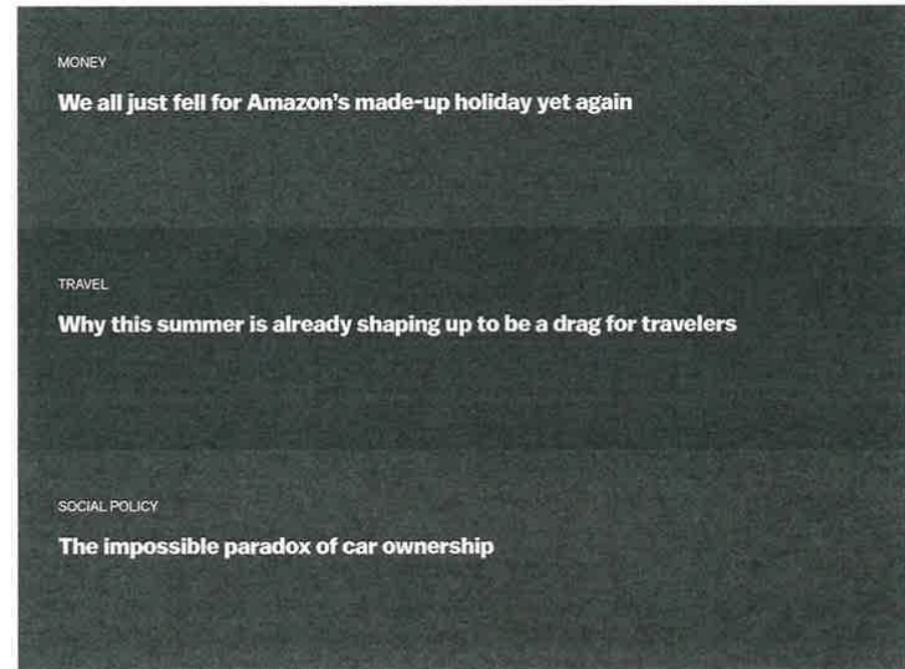 MONEY
We all just fell for Amazon's made-up holiday yet again
TRAVEL
Why this summer is already shaping up to be a drag for travelers
SOCIAL POLICY
The impossible paradox of car ownership